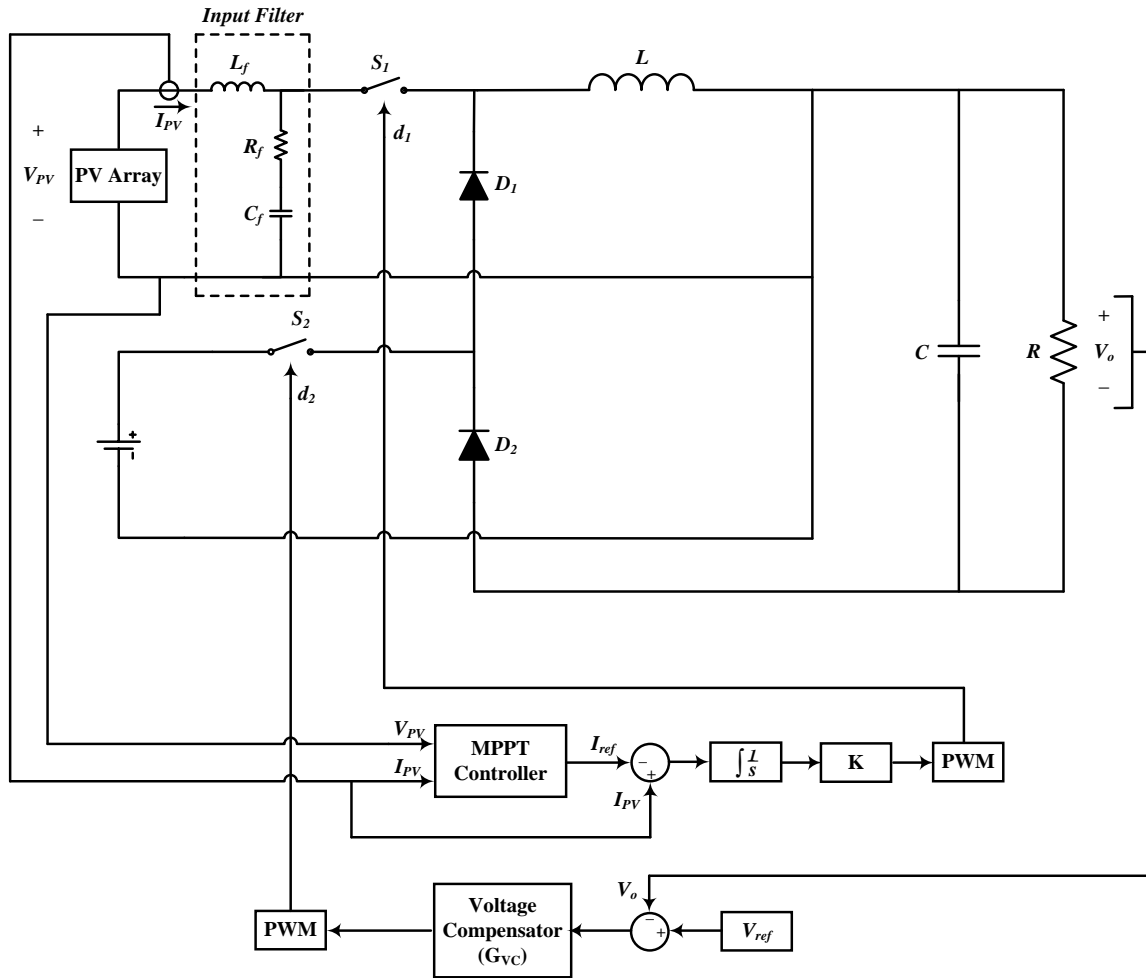 Input Filter
L_f
S_1
L
I_PV
d_1
+
V_PV
−
PV Array
R_f
C_f
D_1
S_2
d_2
+
−
D_2
C
R
+
V_o
−
V_PV
I_PV
MPPT
Controller
I_ref
−
+
I_PV
∫ 1/s
K
PWM
PWM
Voltage
Compensator
(G_VC)
V_o
−
+
V_ref